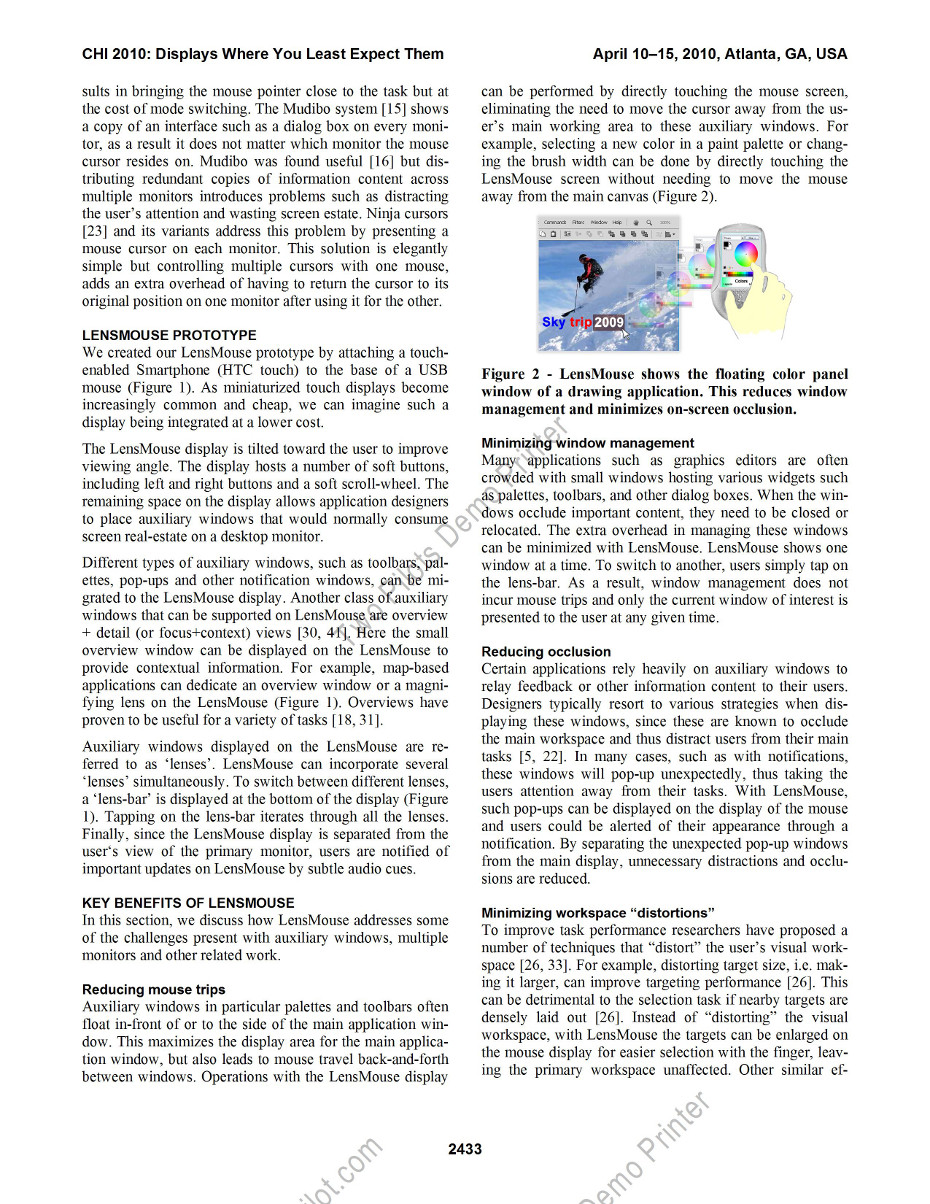 CHI 2010: Displays Where You Least Expect Them
April 10–15, 2010, Atlanta, GA, USA
sults in bringing the mouse pointer close to the task but at
the cost of mode switching. The Mudibo system [15] shows
a copy of an interface such as a dialog box on every moni-
tor, as a result it does not matter which monitor the mouse
cursor resides on. Mudibo was found useful [16] but dis-
tributing redundant copies of information content across
multiple monitors introduces problems such as distracting
the user's attention and wasting screen estate. Ninja cursors
[23] and its variants address this problem by presenting a
mouse cursor on each monitor. This solution is elegantly
simple but controlling multiple cursors with one mouse,
adds an extra overhead of having to return the cursor to its
original position on one monitor after using it for the other.
LENSMOUSE PROTOTYPE
We created our LensMouse prototype by attaching a touch-
enabled Smartphone (HTC touch) to the base of a USB
mouse (Figure 1). As miniaturized touch displays become
increasingly common and cheap, we can imagine such a
display being integrated at a lower cost.
The LensMouse display is tilted toward the user to improve
viewing angle. The display hosts a number of soft buttons,
including left and right buttons and a soft scroll-wheel. The
remaining space on the display allows application designers
to place auxiliary windows that would normally consume
screen real-estate on a desktop monitor.
Different types of auxiliary windows, such as toolbars, pal-
ettes, pop-ups and other notification windows, can be mi-
grated to the LensMouse display. Another class of auxiliary
windows that can be supported on LensMouse are overview
+ detail (or focus+context) views [30, 41]. Here the small
overview window can be displayed on the LensMouse to
provide contextual information. For example, map-based
applications can dedicate an overview window or a magni-
fying lens on the LensMouse (Figure 1). Overviews have
proven to be useful for a variety of tasks [18, 31].
Auxiliary windows displayed on the LensMouse are re-
ferred to as ‘lenses’. LensMouse can incorporate several
‘lenses’ simultaneously. To switch between different lenses,
a ‘lens-bar’ is displayed at the bottom of the display (Figure
1). Tapping on the lens-bar iterates through all the lenses.
Finally, since the LensMouse display is separated from the
user‘s view of the primary monitor, users are notified of
important updates on LensMouse by subtle audio cues.
KEY BENEFITS OF LENSMOUSE
In this section, we discuss how LensMouse addresses some
of the challenges present with auxiliary windows, multiple
monitors and other related work.
Reducing mouse trips
Auxiliary windows in particular palettes and toolbars often
float in-front of or to the side of the main application win-
dow. This maximizes the display area for the main applica-
tion window, but also leads to mouse travel back-and-forth
between windows. Operations with the LensMouse display
can be performed by directly touching the mouse screen,
eliminating the need to move the cursor away from the us-
er’s main working area to these auxiliary windows. For
example, selecting a new color in a paint palette or chang-
ing the brush width can be done by directly touching the
LensMouse screen without needing to move the mouse
away from the main canvas (Figure 2).
Commands Filters Window Help
Sky trip 2009
Colors
Figure 2 - LensMouse shows the floating color panel
window of a drawing application. This reduces window
management and minimizes on-screen occlusion.
Minimizing window management
Many applications such as graphics editors are often
crowded with small windows hosting various widgets such
as palettes, toolbars, and other dialog boxes. When the win-
dows occlude important content, they need to be closed or
relocated. The extra overhead in managing these windows
can be minimized with LensMouse. LensMouse shows one
window at a time. To switch to another, users simply tap on
the lens-bar. As a result, window management does not
incur mouse trips and only the current window of interest is
presented to the user at any given time.
Reducing occlusion
Certain applications rely heavily on auxiliary windows to
relay feedback or other information content to their users.
Designers typically resort to various strategies when dis-
playing these windows, since these are known to occlude
the main workspace and thus distract users from their main
tasks [5, 22]. In many cases, such as with notifications,
these windows will pop-up unexpectedly, thus taking the
users attention away from their tasks. With LensMouse,
such pop-ups can be displayed on the display of the mouse
and users could be alerted of their appearance through a
notification. By separating the unexpected pop-up windows
from the main display, unnecessary distractions and occlu-
sions are reduced.
Minimizing workspace “distortions”
To improve task performance researchers have proposed a
number of techniques that “distort” the user’s visual work-
space [26, 33]. For example, distorting target size, i.e. mak-
ing it larger, can improve targeting performance [26]. This
can be detrimental to the selection task if nearby targets are
densely laid out [26]. Instead of “distorting” the visual
workspace, with LensMouse the targets can be enlarged on
the mouse display for easier selection with the finger, leav-
ing the primary workspace unaffected. Other similar ef-
2433
Two Pilots Demo Printer
lot.com
Demo Printer